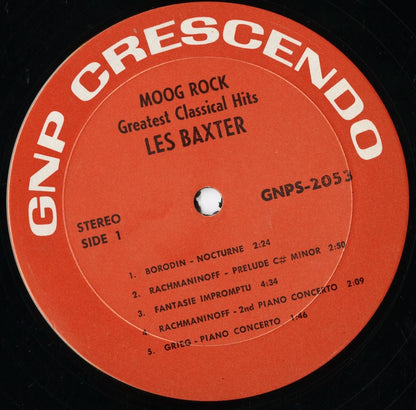 GNP CRESCENDO
MOOG ROCK
Greatest Classical Hits
LES BAXTER
GNPS-2053
STEREO
SIDE 1
1. BORODIN - NOCTURNE 2:24
2. RACHMANINOFF - PRELUDE C# MINOR 2:50
3. FANTASIE IMPROMPTU 4:34
4. RACHMANINOFF - 2nd PIANO CONCERTO 2:09
5. GRIEG - PIANO CONCERTO 1:46